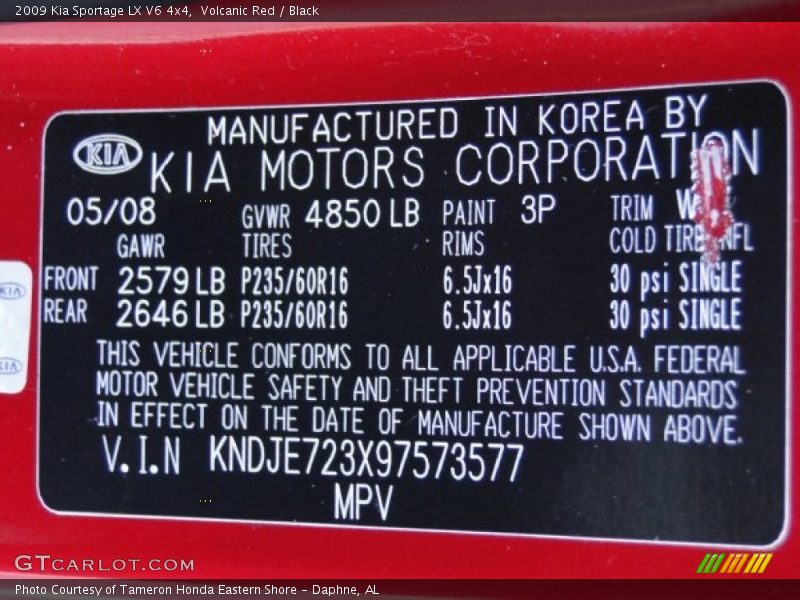 2009 Kia Sportage LX V6 4x4, Volcanic Red / Black
MANUFACTURED IN KOREA BY
KIA KIA MOTORS CORPORATION
05/08 GVWR 4850 LB PAINT 3P TRIM
GAWR TIRES RIMS COLD TIRE INFL
FRONT 2579 LB P235/60R16 6.5Jx16 30 psi SINGLE
KIA
REAR 2646 LB P235/60R16 6.5Jx16 30 psi SINGLE
THIS VEHICLE CONFORMS TO ALL APPLICABLE U.S.A. FEDERAL
KIA
MOTOR VEHICLE SAFETY AND THEFT PREVENTION STANDARDS
IN EFFECT ON THE DATE OF MANUFACTURE SHOWN ABOVE.
V.I.N KNDJE723X97573577
MPV
GTCARLOT.COM
Photo Courtesy of Tameron Honda Eastern Shore - Daphne, AL